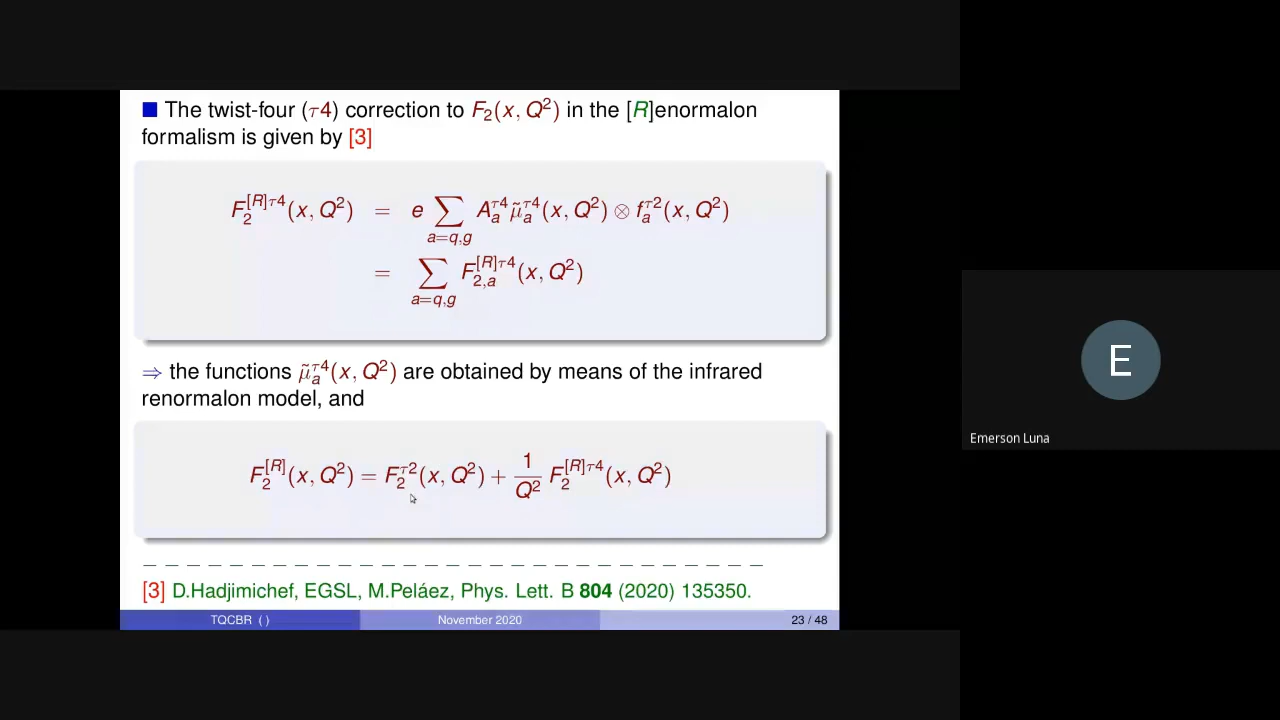 ■ The twist-four (τ4) correction to F₂(x, Q²) in the [R]enormalon
formalism is given by [3]
F₂^{[R]τ4}(x, Q²) = e ∑_{a=q,g} A_a^{τ4} μ̃_a^{τ4}(x, Q²) ⊗ f_a^{τ2}(x, Q²)
= ∑_{a=q,g} F_{2,a}^{[R]τ4}(x, Q²)
⇒ the functions μ̃_a^{τ4}(x, Q²) are obtained by means of the infrared
renormalon model, and
F₂^{[R]}(x, Q²) = F₂^{τ2}(x, Q²) + \frac{1}{Q²} F₂^{[R]τ4}(x, Q²)
[3] D.Hadjimichef, EGSL, M.Peláez, Phys. Lett. B 804 (2020) 135350.
TQCBR ( ) November 2020 23 / 48
E
Emerson Luna